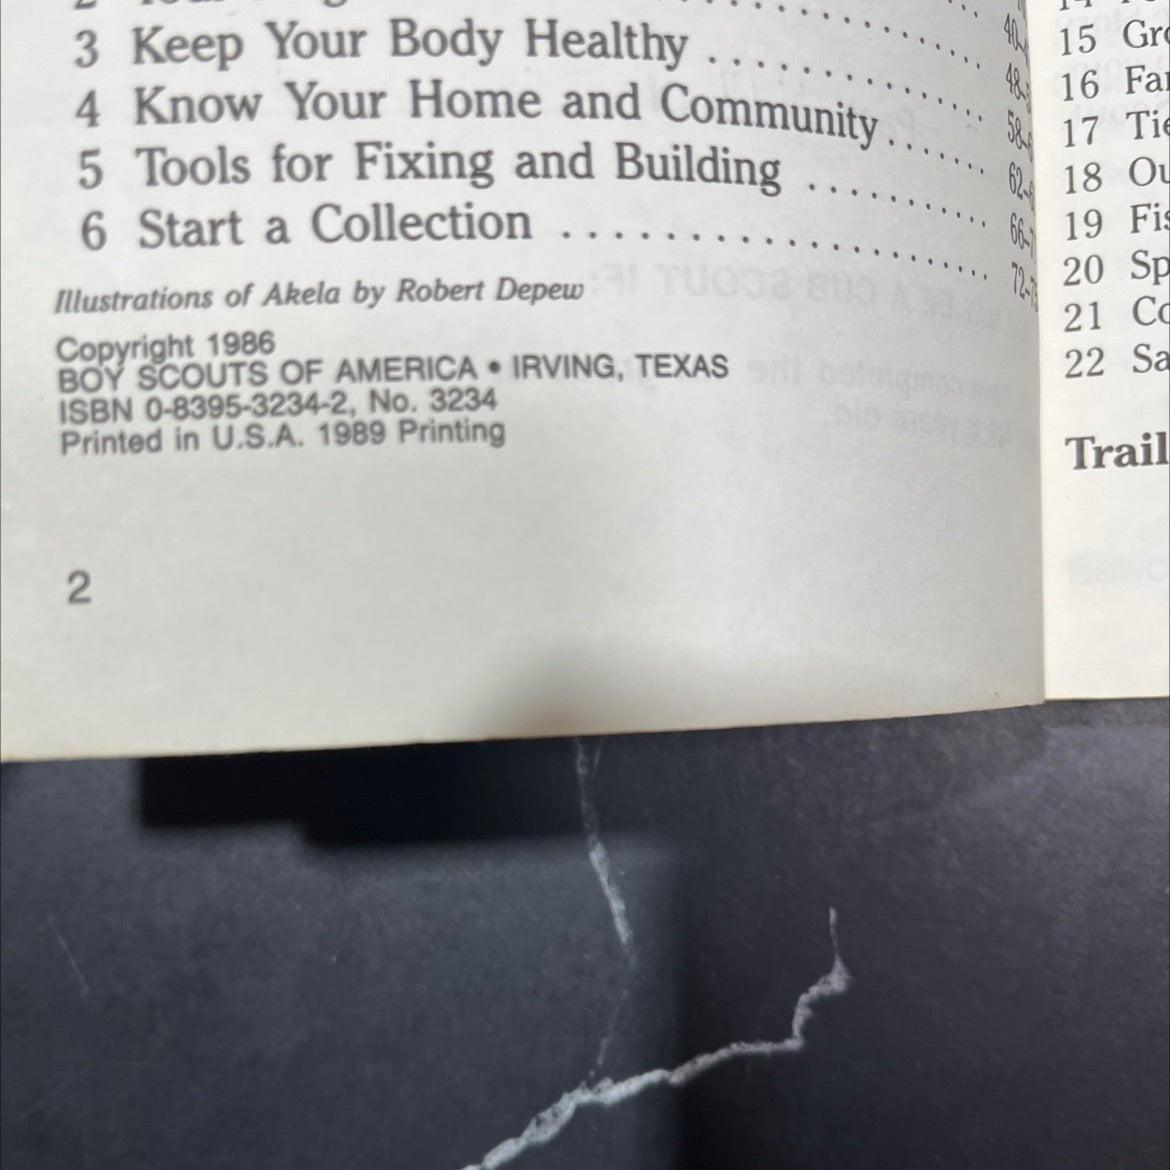 3 Keep Your Body Healthy
4 Know Your Home and Community
5 Tools for Fixing and Building
6 Start a Collection
Illustrations of Akela by Robert Depew
Copyright 1986
BOY SCOUTS OF AMERICA • IRVING, TEXAS
ISBN 0-8395-3234-2, No. 3234
Printed in U.S.A. 1989 Printing
2
15
16
17
18
19
20
21
22
Trail